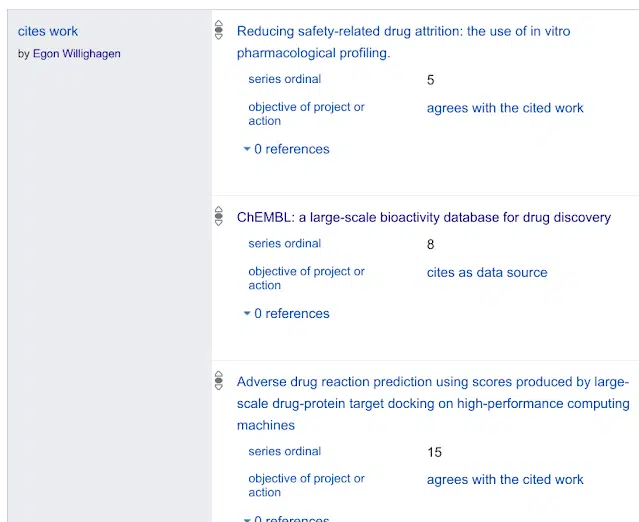 cites work
by Egon Willighagen
Reducing safety-related drug attrition: the use of in vitro
pharmacological profiling.
series ordinal 5
objective of project or
action
agrees with the cited work
0 references
ChEMBL: a large-scale bioactivity database for drug discovery
series ordinal 8
objective of project or
action
cites as data source
0 references
Adverse drug reaction prediction using scores produced by large-
scale drug-protein target docking on high-performance computing
machines
series ordinal 15
objective of project or
action
agrees with the cited work
0 references